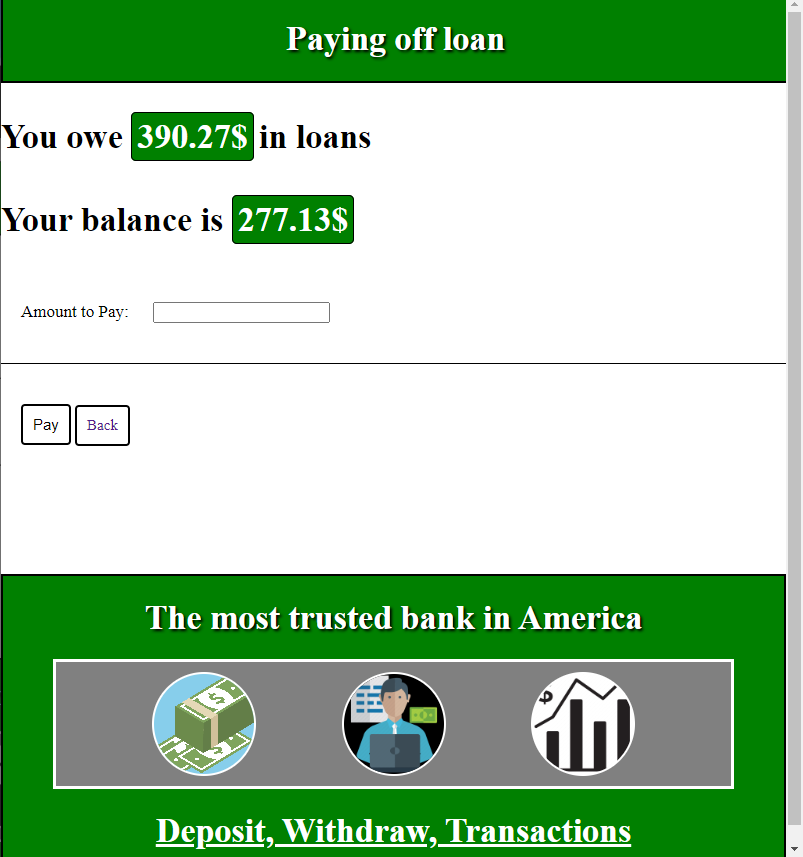 Paying off loan
You owe 390.27$ in loans
Your balance is 277.13$
Amount to Pay:
Pay Back
The most trusted bank in America
Deposit, Withdraw, Transactions